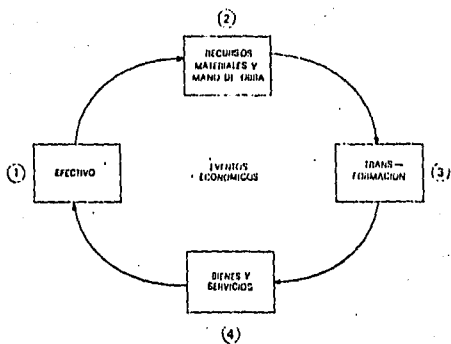 (2)
RECURSOS
MATERIALES Y
MANO DE OBRA
(1)
EFECTIVO
EVENTOS
ECONOMICOS
TRANS—
FORMACION
(3)
BIENES Y
SERVICIOS
(4)